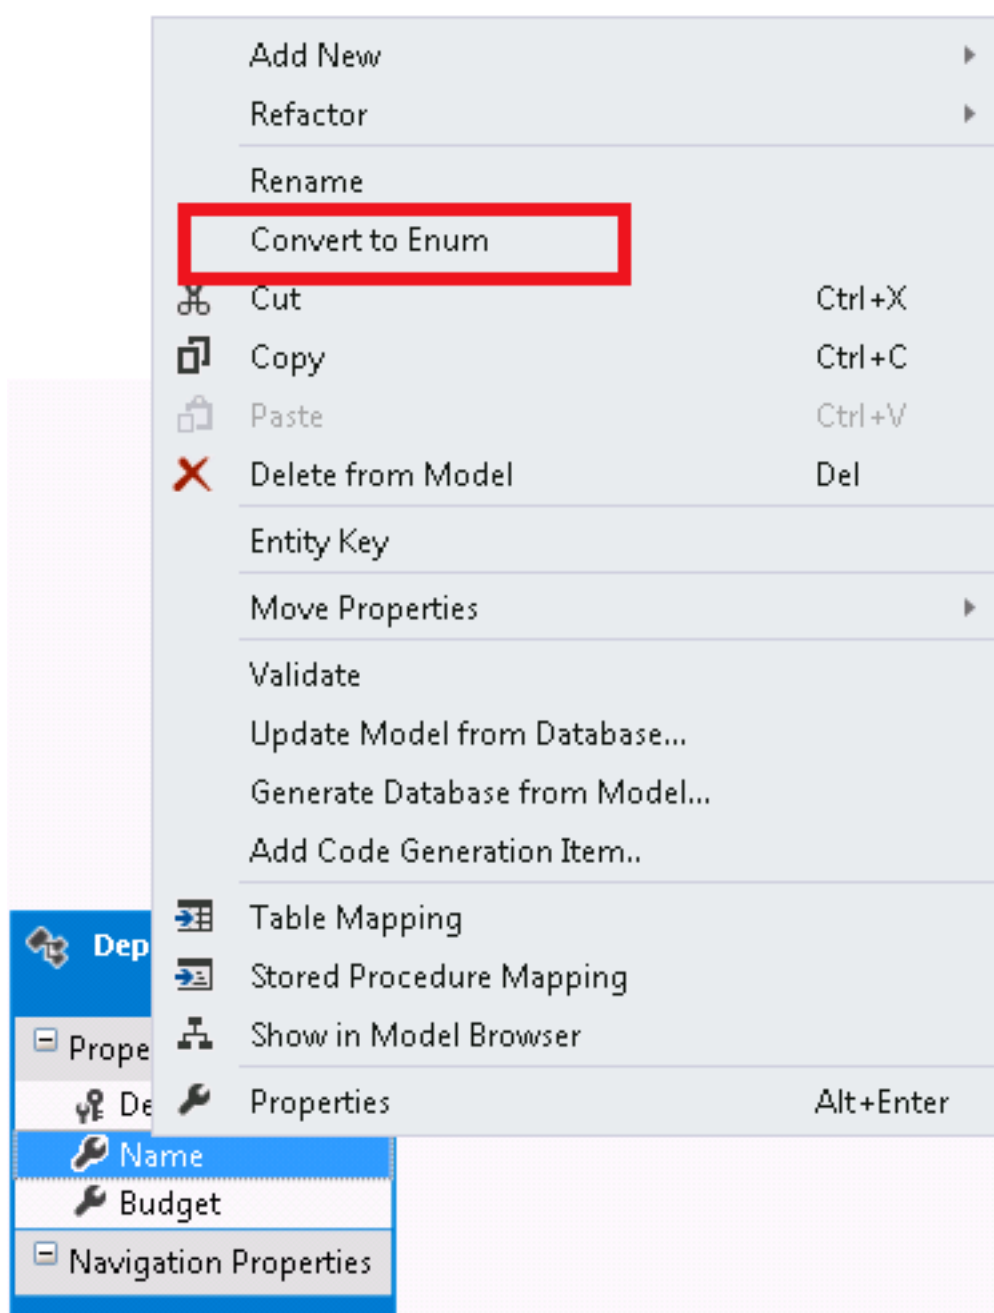 Add New
Refactor
Rename
Convert to Enum
Cut Ctrl+X
Copy Ctrl+C
Paste Ctrl+V
Delete from Model Del
Entity Key
Move Properties
Validate
Update Model from Database...
Generate Database from Model...
Add Code Generation Item..
Table Mapping
Dep
Stored Procedure Mapping
Show in Model Browser
Prope
Properties Alt+Enter
De
Name
Budget
Navigation Properties